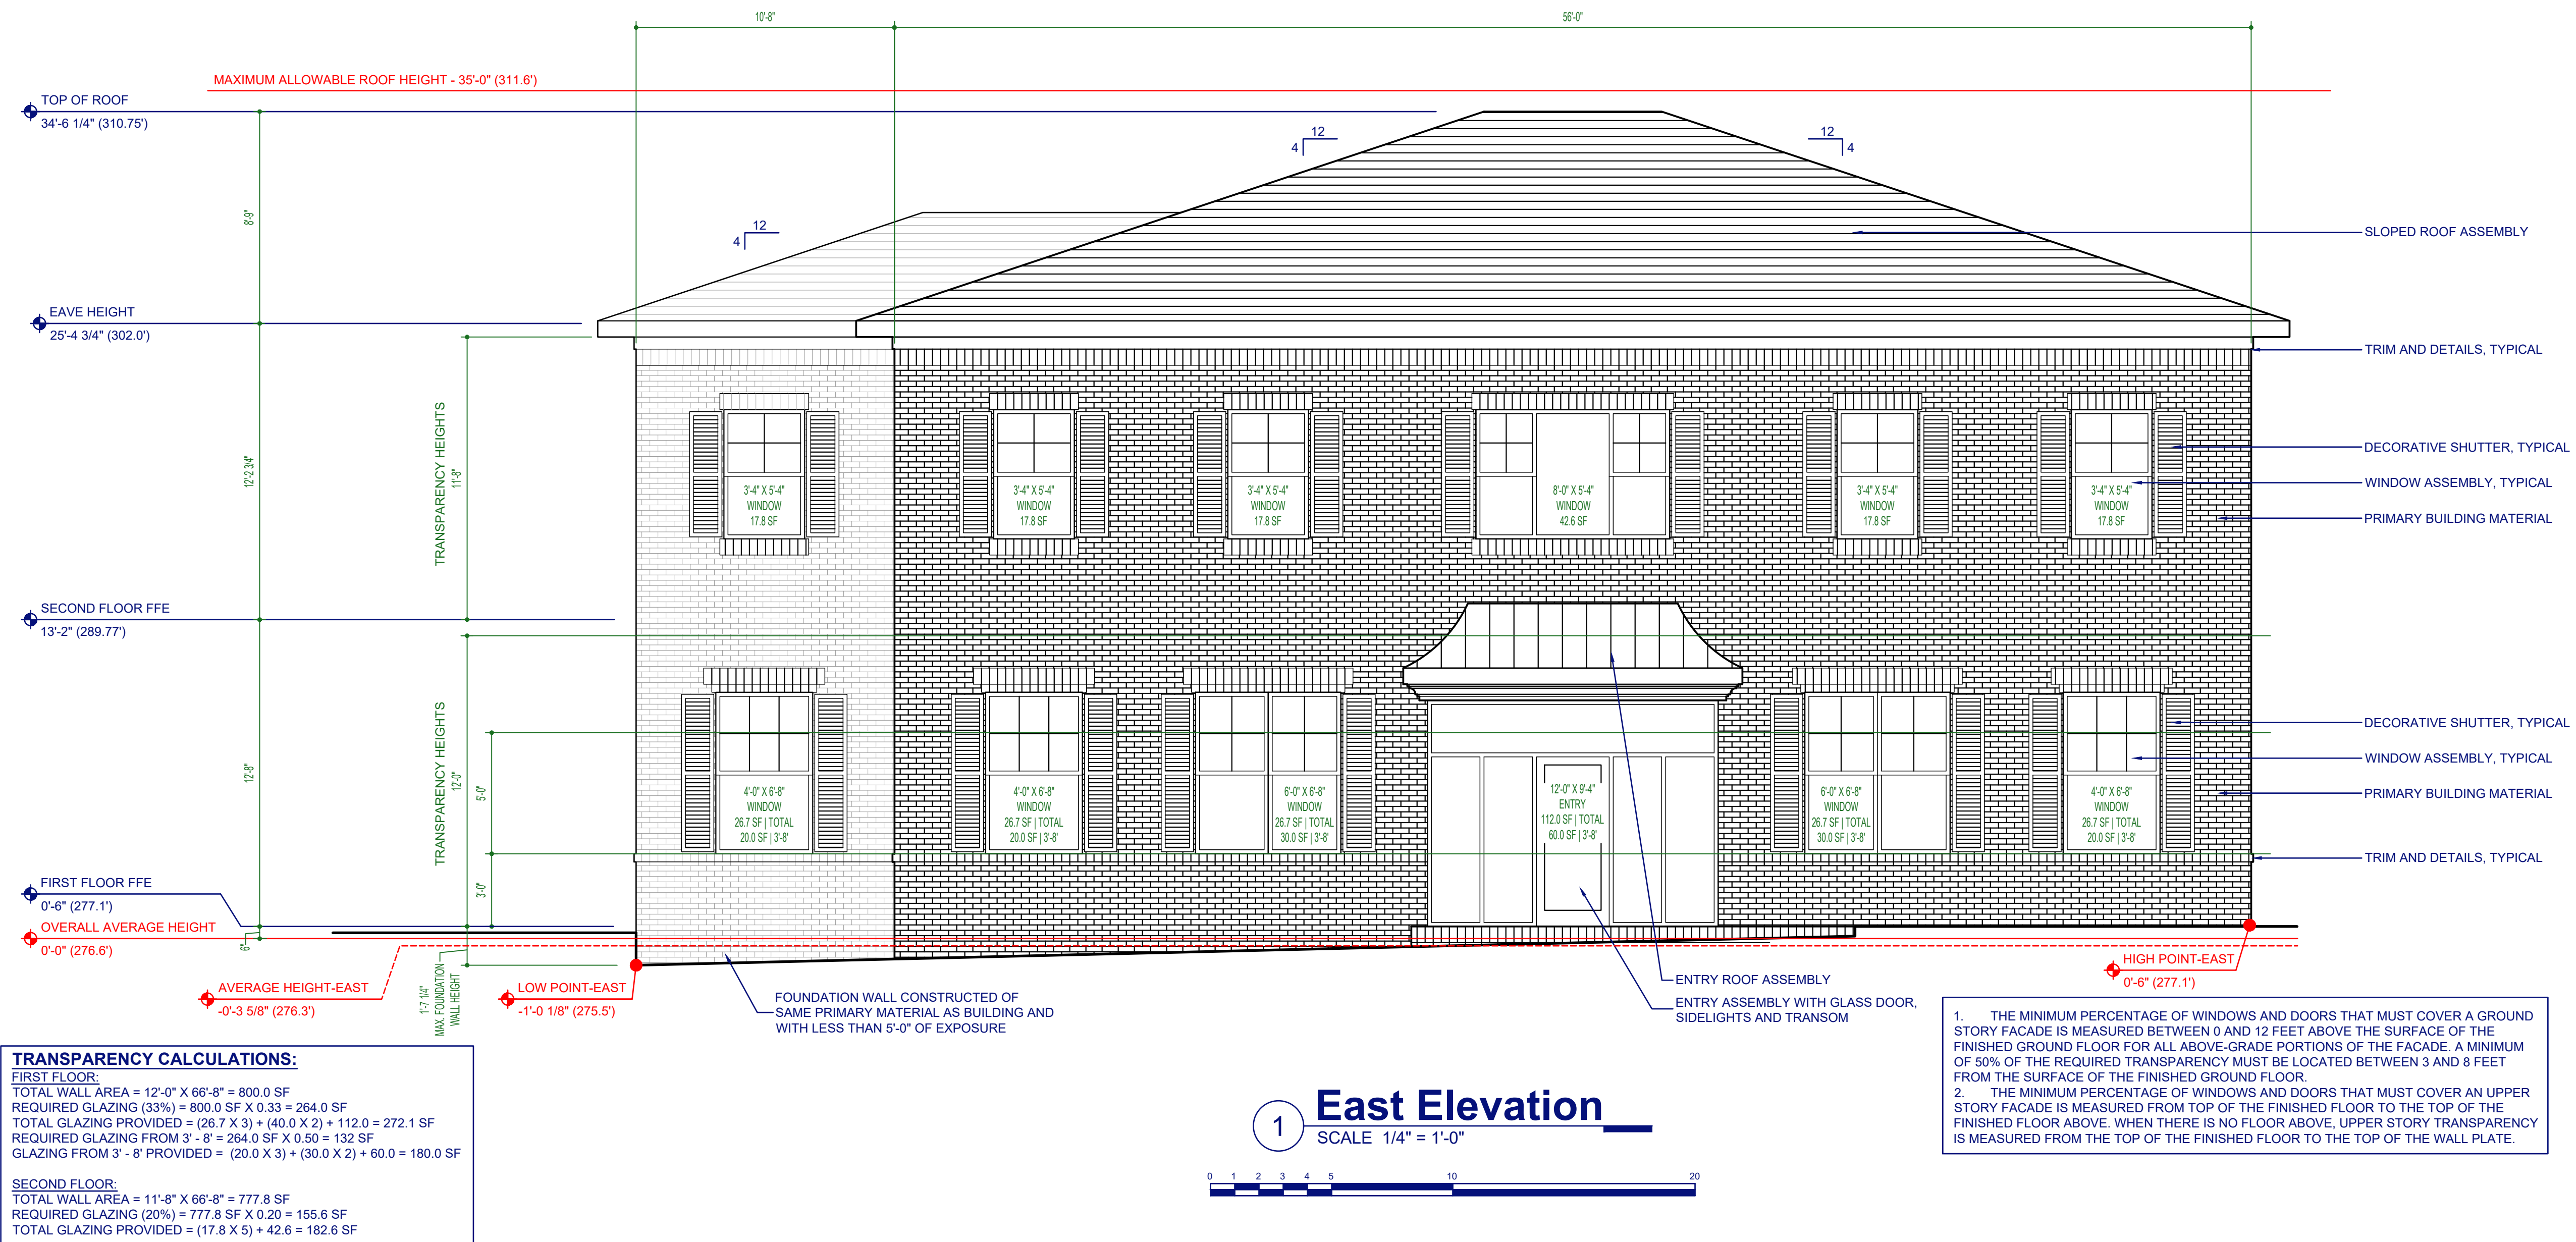 10'-8"
56'-0"
MAXIMUM ALLOWABLE ROOF HEIGHT - 35'-0" (311.6')
TOP OF ROOF
34'-6 1/4" (310.75')
12
4
12
4
12
4
8'-9"
SLOPED ROOF ASSEMBLY
EAVE HEIGHT
25'-4 3/4" (302.0')
TRIM AND DETAILS, TYPICAL
TRANSPARENCY HEIGHTS
11'-8"
12'-2 3/4"
DECORATIVE SHUTTER, TYPICAL
WINDOW ASSEMBLY, TYPICAL
PRIMARY BUILDING MATERIAL
3'-4" X 5'-4"
WINDOW
17.8 SF
3'-4" X 5'-4"
WINDOW
17.8 SF
3'-4" X 5'-4"
WINDOW
17.8 SF
8'-0" X 5'-4"
WINDOW
42.6 SF
3'-4" X 5'-4"
WINDOW
17.8 SF
3'-4" X 5'-4"
WINDOW
17.8 SF
SECOND FLOOR FFE
13'-2" (289.77')
TRANSPARENCY HEIGHTS
12'-0"
12'-8"
5'-0"
3'-0"
DECORATIVE SHUTTER, TYPICAL
WINDOW ASSEMBLY, TYPICAL
PRIMARY BUILDING MATERIAL
TRIM AND DETAILS, TYPICAL
4'-0" X 6'-8"
WINDOW
26.7 SF | TOTAL
20.0 SF | 3'-8'
4'-0" X 6'-8"
WINDOW
26.7 SF | TOTAL
20.0 SF | 3'-8'
6'-0" X 6'-8"
WINDOW
26.7 SF | TOTAL
30.0 SF | 3'-8'
12'-0" X 9'-4"
ENTRY
112.0 SF | TOTAL
60.0 SF | 3'-8'
6'-0" X 6'-8"
WINDOW
26.7 SF | TOTAL
30.0 SF | 3'-8'
4'-0" X 6'-8"
WINDOW
26.7 SF | TOTAL
20.0 SF | 3'-8'
FIRST FLOOR FFE
0'-6" (277.1')
OVERALL AVERAGE HEIGHT
0'-0" (276.6')
6"
AVERAGE HEIGHT-EAST
-0'-3 5/8" (276.3')
1'-7 1/4"
MAX. FOUNDATION
WALL HEIGHT
LOW POINT-EAST
-1'-0 1/8" (275.5')
FOUNDATION WALL CONSTRUCTED OF
SAME PRIMARY MATERIAL AS BUILDING AND
WITH LESS THAN 5'-0" OF EXPOSURE
ENTRY ROOF ASSEMBLY
ENTRY ASSEMBLY WITH GLASS DOOR,
SIDELIGHTS AND TRANSOM
HIGH POINT-EAST
0'-6" (277.1')
1. THE MINIMUM PERCENTAGE OF WINDOWS AND DOORS THAT MUST COVER A GROUND
STORY FACADE IS MEASURED BETWEEN 0 AND 12 FEET ABOVE THE SURFACE OF THE
FINISHED GROUND FLOOR FOR ALL ABOVE-GRADE PORTIONS OF THE FACADE. A MINIMUM
OF 50% OF THE REQUIRED TRANSPARENCY MUST BE LOCATED BETWEEN 3 AND 8 FEET
FROM THE SURFACE OF THE FINISHED GROUND FLOOR.
2. THE MINIMUM PERCENTAGE OF WINDOWS AND DOORS THAT MUST COVER AN UPPER
STORY FACADE IS MEASURED FROM TOP OF THE FINISHED FLOOR TO THE TOP OF THE
FINISHED FLOOR ABOVE. WHEN THERE IS NO FLOOR ABOVE, UPPER STORY TRANSPARENCY
IS MEASURED FROM THE TOP OF THE FINISHED FLOOR TO THE TOP OF THE WALL PLATE.
TRANSPARENCY CALCULATIONS:
FIRST FLOOR:
TOTAL WALL AREA = 12'-0" X 66'-8" = 800.0 SF
REQUIRED GLAZING (33%) = 800.0 SF X 0.33 = 264.0 SF
TOTAL GLAZING PROVIDED = (26.7 X 3) + (40.0 X 2) + 112.0 = 272.1 SF
REQUIRED GLAZING FROM 3' - 8' = 264.0 SF X 0.50 = 132 SF
GLAZING FROM 3' - 8' PROVIDED = (20.0 X 3) + (30.0 X 2) + 60.0 = 180.0 SF
SECOND FLOOR:
TOTAL WALL AREA = 11'-8" X 66'-8" = 777.8 SF
REQUIRED GLAZING (20%) = 777.8 SF X 0.20 = 155.6 SF
TOTAL GLAZING PROVIDED = (17.8 X 5) + 42.6 = 182.6 SF
1
East Elevation
SCALE 1/4" = 1'-0"
0 1 2 3 4 5 10 20